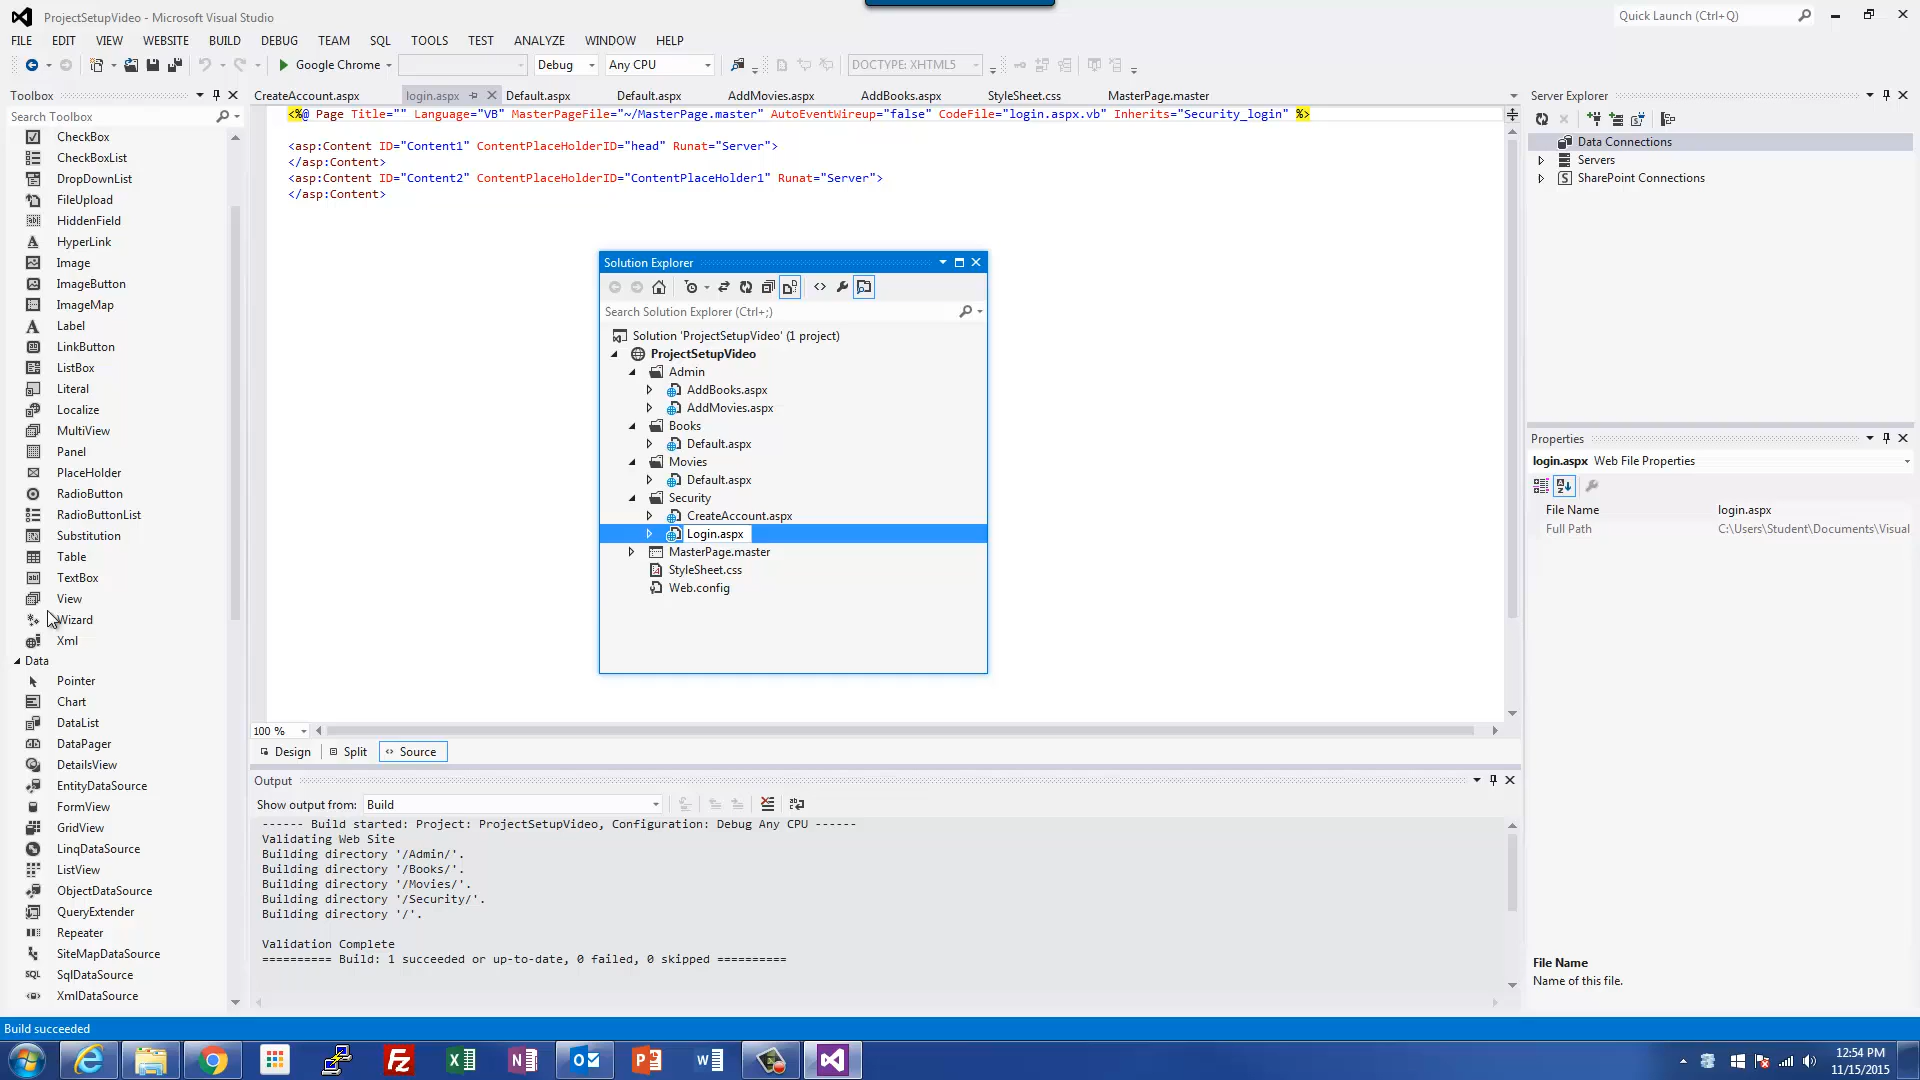 ProjectSetupVideo - Microsoft Visual Studio
Quick Launch (Ctrl+Q)
FILE EDIT VIEW WEBSITE BUILD DEBUG TEAM SQL TOOLS TEST ANALYZE WINDOW HELP
Google Chrome Debug Any CPU DOCTYPE: XHTML5
Toolbox
Search Toolbox
CheckBox
CheckBoxList
DropDownList
FileUpload
HiddenField
HyperLink
Image
ImageButton
ImageMap
Label
LinkButton
ListBox
Literal
Localize
MultiView
Panel
PlaceHolder
RadioButton
RadioButtonList
Substitution
Table
TextBox
View
Wizard
Xml
Data
Pointer
Chart
DataList
DataPager
DetailsView
EntityDataSource
FormView
GridView
LinqDataSource
ListView
ObjectDataSource
QueryExtender
Repeater
SiteMapDataSource
SqlDataSource
XmlDataSource
CreateAccount.aspx login.aspx Default.aspx Default.aspx AddMovies.aspx AddBooks.aspx StyleSheet.css MasterPage.master
<%@ Page Title="" Language="VB" MasterPageFile="~/MasterPage.master" AutoEventWireup="false" CodeFile="login.aspx.vb" Inherits="Security_login" %>
<asp:Content ID="Content1" ContentPlaceHolderID="head" Runat="Server">
</asp:Content>
<asp:Content ID="Content2" ContentPlaceHolderID="ContentPlaceHolder1" Runat="Server">
</asp:Content>
Solution Explorer
Search Solution Explorer (Ctrl+;)
Solution 'ProjectSetupVideo' (1 project)
ProjectSetupVideo
Admin
AddBooks.aspx
AddMovies.aspx
Books
Default.aspx
Movies
Default.aspx
Security
CreateAccount.aspx
Login.aspx
MasterPage.master
StyleSheet.css
Web.config
100 %
Design Split Source
Output
Show output from: Build
------ Build started: Project: ProjectSetupVideo, Configuration: Debug Any CPU ------
Validating Web Site
Building directory '/Admin/'.
Building directory '/Books/'.
Building directory '/Movies/'.
Building directory '/Security/'.
Building directory '/'.
Validation Complete
========== Build: 1 succeeded or up-to-date, 0 failed, 0 skipped ==========
Server Explorer
Data Connections
Servers
SharePoint Connections
Properties
login.aspx Web File Properties
File Name login.aspx
Full Path C:\Users\Student\Documents\Visual
File Name
Name of this file.
Build succeeded
12:54 PM
11/15/2015